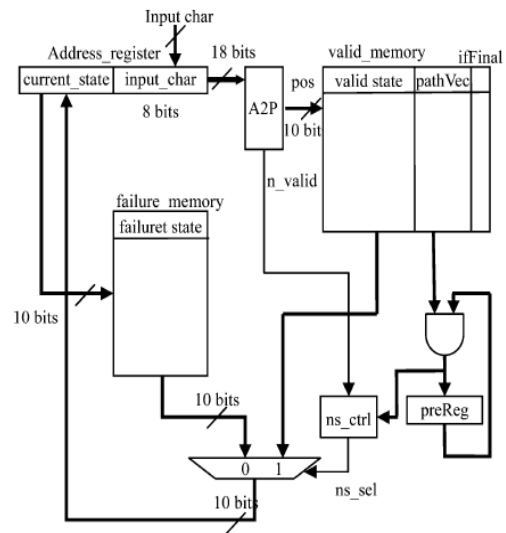 Input char
Address_register
18 bits
valid_memory
ifFinal
current_state
input_char
8 bits
A2P
pos
10 bit
valid state
pathVec
n_valid
failure_memory
failuret state
10 bits
10 bits
ns_ctrl
preReg
0 1
ns_sel
10 bits